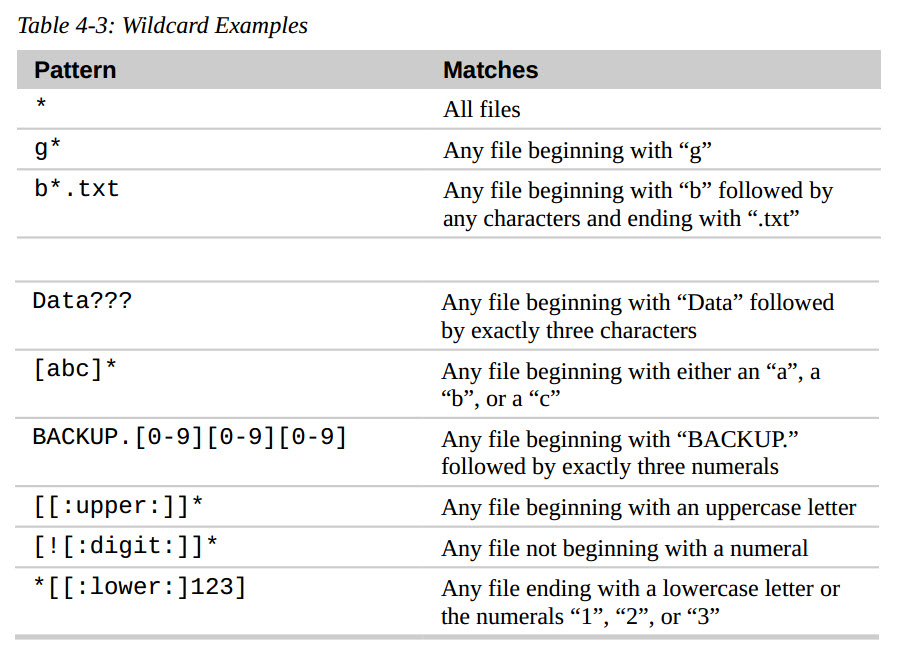 Table 4-3: Wildcard Examples
Pattern Matches
* All files
g* Any file beginning with “g”
b*.txt Any file beginning with “b” followed by
any characters and ending with “.txt”
Data??? Any file beginning with “Data” followed
by exactly three characters
[abc]* Any file beginning with either an “a”, a
“b”, or a “c”
BACKUP.[0-9][0-9][0-9] Any file beginning with “BACKUP.”
followed by exactly three numerals
[[:upper:]]* Any file beginning with an uppercase letter
[![:digit:]]* Any file not beginning with a numeral
*[[:lower:]123] Any file ending with a lowercase letter or
the numerals “1”, “2”, or “3”